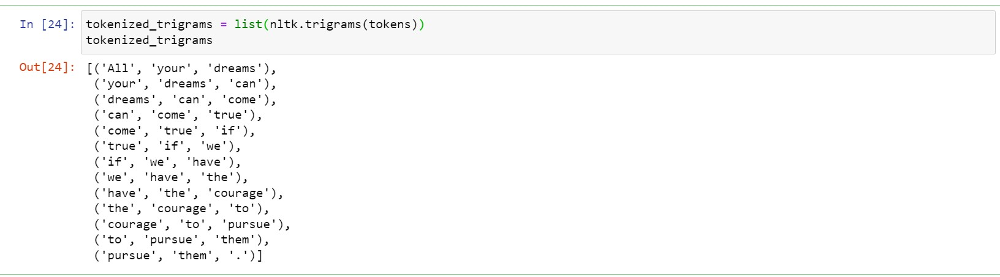 In [24]: tokenized_trigrams = list(nltk.trigrams(tokens))
tokenized_trigrams
Out[24]: [('All', 'your', 'dreams'),
('your', 'dreams', 'can'),
('dreams', 'can', 'come'),
('can', 'come', 'true'),
('come', 'true', 'if'),
('true', 'if', 'we'),
('if', 'we', 'have'),
('we', 'have', 'the'),
('have', 'the', 'courage'),
('the', 'courage', 'to'),
('courage', 'to', 'pursue'),
('to', 'pursue', 'them'),
('pursue', 'them', '.')]